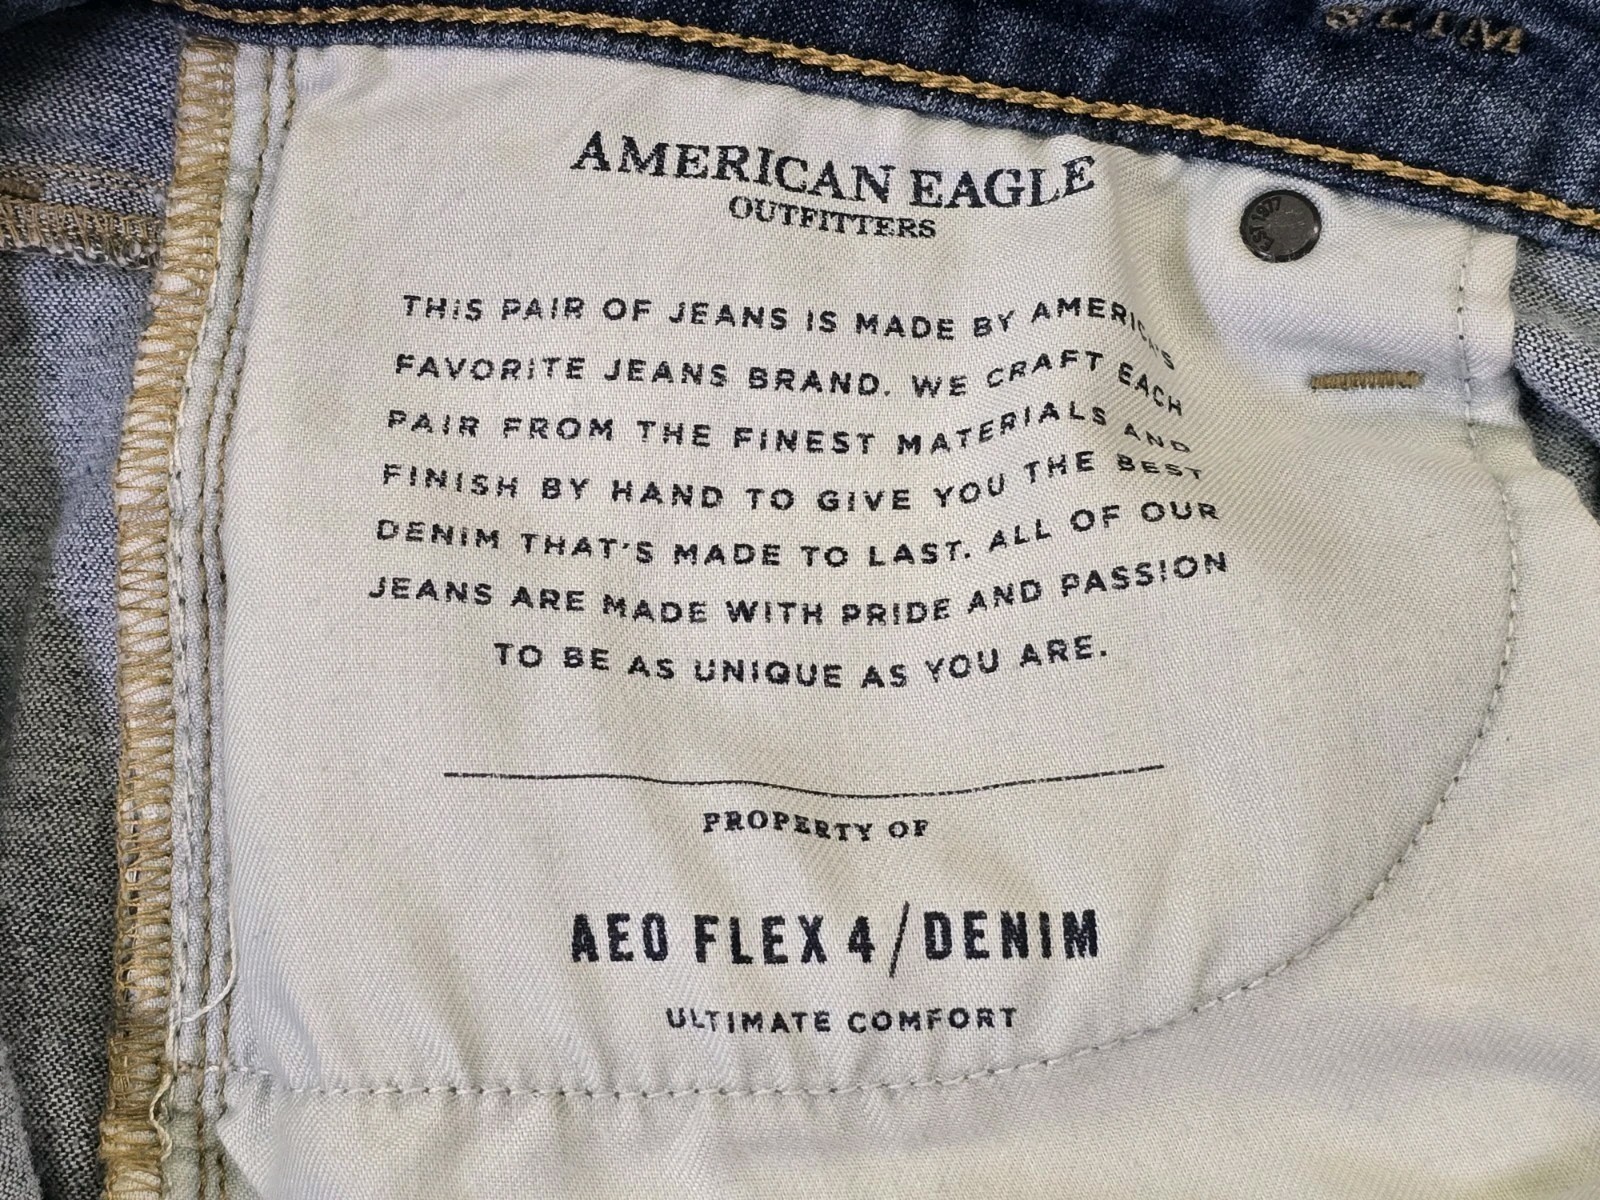 SLIM
AMERICAN EAGLE
OUTFITTERS
EST 1977
THIS PAIR OF JEANS IS MADE BY AMERICA'S
FAVORITE JEANS BRAND. WE CRAFT EACH
PAIR FROM THE FINEST MATERIALS AND
FINISH BY HAND TO GIVE YOU THE BEST
DENIM THAT'S MADE TO LAST. ALL OF OUR
JEANS ARE MADE WITH PRIDE AND PASSION
TO BE AS UNIQUE AS YOU ARE.
PROPERTY OF
AEO FLEX 4/DENIM
ULTIMATE COMFORT